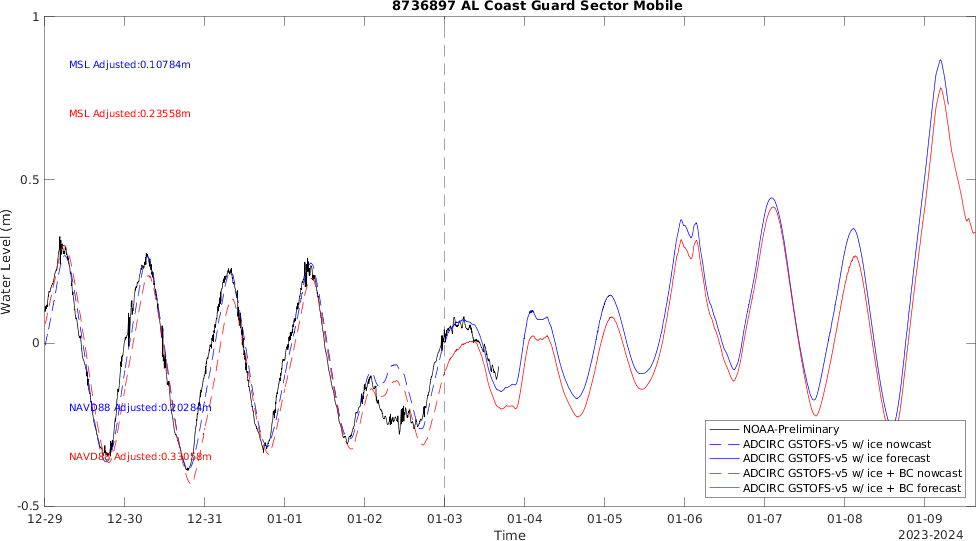 8736897 AL Coast Guard Sector Mobile
1
MSL Adjusted:0.10784m
MSL Adjusted:0.23558m
0.5
Water Level (m)
0
NAVD88 Adjusted:0.20284m
NAVD88 Adjusted:0.33058m
NOAA-Preliminary
ADCIRC GSTOFS-v5 w/ ice nowcast
ADCIRC GSTOFS-v5 w/ ice forecast
ADCIRC GSTOFS-v5 w/ ice + BC nowcast
ADCIRC GSTOFS-v5 w/ ice + BC forecast
-0.5
12-29 12-30 12-31 01-01 01-02 01-03 01-04 01-05 01-06 01-07 01-08 01-09
Time
2023-2024